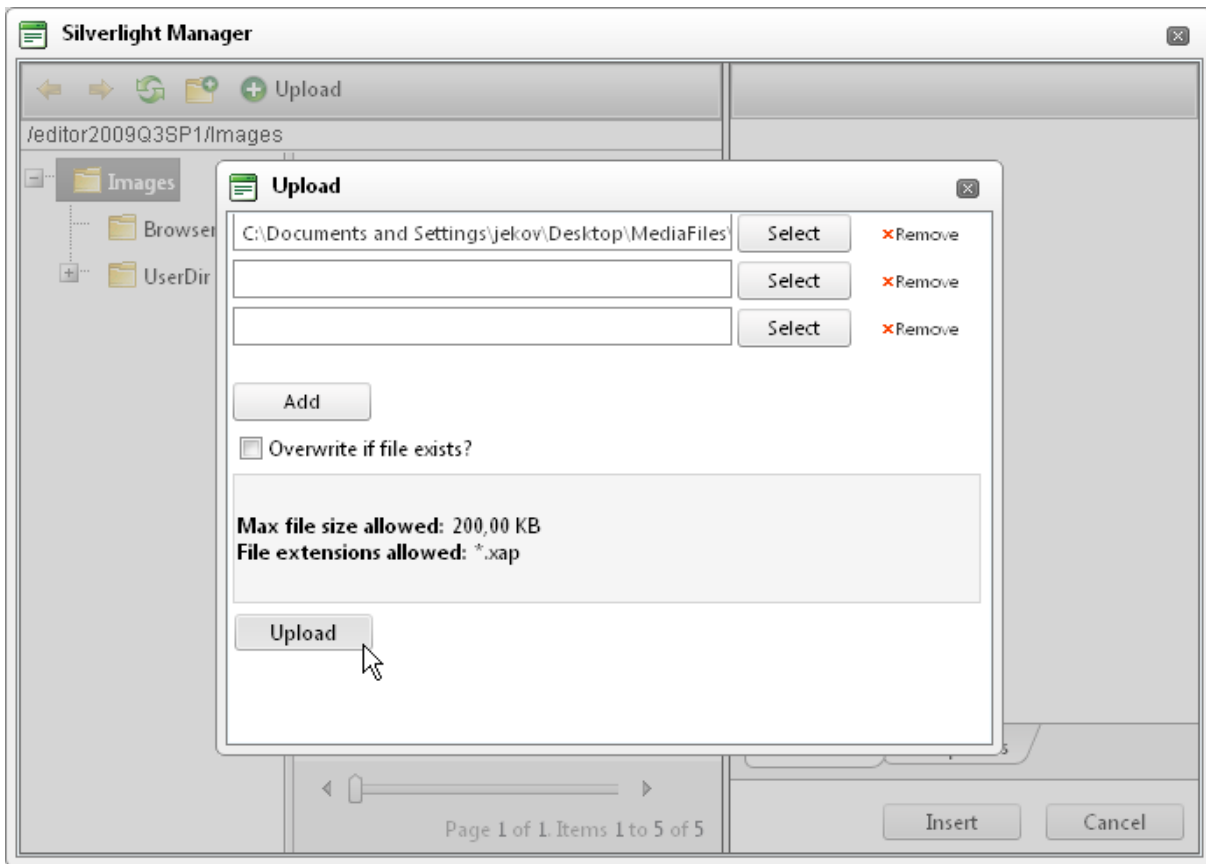 Silverlight Manager
Upload
/editor2009Q3SP1/Images
Images
Upload
Browser
C:\Documents and Settings\jekov\Desktop\MediaFiles\
Select
Remove
UserDir
Select
Remove
Select
Remove
Add
Overwrite if file exists?
Max file size allowed: 200,00 KB
File extensions allowed: *.xap
Upload
Page 1 of 1. Items 1 to 5 of 5
Insert
Cancel